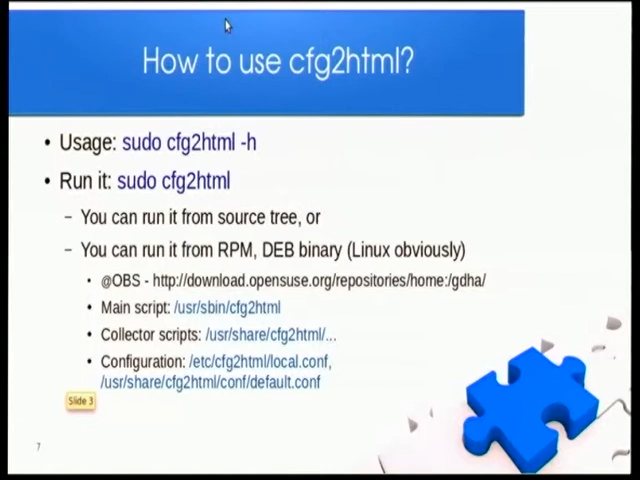 How to use cfg2html?
• Usage: sudo cfg2html -h
• Run it: sudo cfg2html
– You can run it from source tree, or
– You can run it from RPM, DEB binary (Linux obviously)
• @OBS - http://download.opensuse.org/repositories/home:/gdha/
• Main script: /usr/sbin/cfg2html
• Collector scripts: /usr/share/cfg2html/...
• Configuration: /etc/cfg2html/local.conf,
/usr/share/cfg2html/conf/default.conf
Slide 3
7